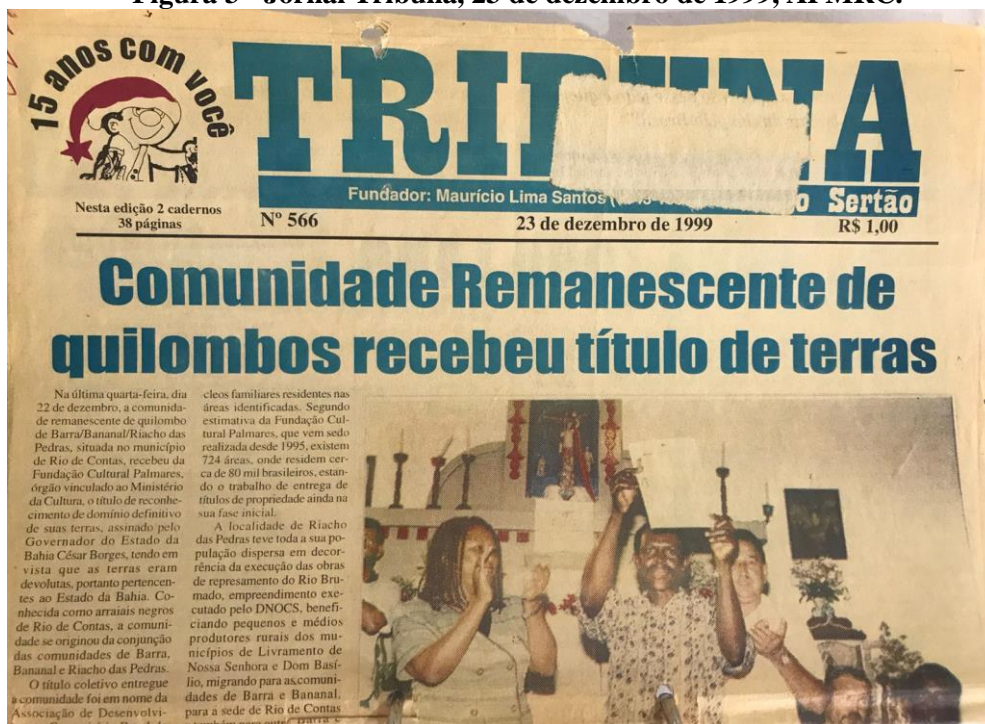 Jornal Tribuna, 23 de dezembro de 1999, APMRC.
15 anos com você
TRIBUNA
Fundador: Maurício Lima Santos
o Sertão
Nesta edição 2 cadernos
38 páginas
Nº 566
23 de dezembro de 1999
R$ 1,00
Comunidade Remanescente de
quilombos recebeu título de terras
Na última quarta-feira, dia
22 de dezembro, a comunida-
de remanescente de quilombo
de Barra/Bananal/Riacho das
Pedras, situada no município
de Rio de Contas, recebeu da
Fundação Cultural Palmares,
órgão vinculado ao Ministério
da Cultura, o título de reconhe-
cimento de domínio definitivo
de suas terras, assinado pelo
Governador do Estado da
Bahia César Borges, tendo em
vista que as terras eram
devolutas, portanto pertencen-
tes ao Estado da Bahia. Co-
nhecida como arraiais negros
de Rio de Contas, a comuni-
dade se originou da conjunção
das comunidades de Barra,
Bananal e Riacho das Pedras.
O título coletivo entregue
a comunidade foi em nome da
Associação de Desenvolvi-
cleos familiares residentes nas
áreas identificadas. Segundo
estimativa da Fundação Cul-
tural Palmares, que vem sedo
realizada desde 1995, existem
724 áreas, onde residem cer-
ca de 80 mil brasileiros, estan-
do o trabalho de entrega de
títulos de propriedade ainda na
sua fase inicial.
A localidade de Riacho
das Pedras teve toda a sua po-
pulação dispersa em decor-
rência da execução das obras
de represamento do Rio Bru-
mado, empreendimento exe-
cutado pelo DNOCS, benefi-
ciando pequenos e médios
produtores rurais dos mu-
nicípios de Livramento de
Nossa Senhora e Dom Basí-
lio, migrando para as comuni-
dades de Barra e Bananal,
para a sede de Rio de Contas